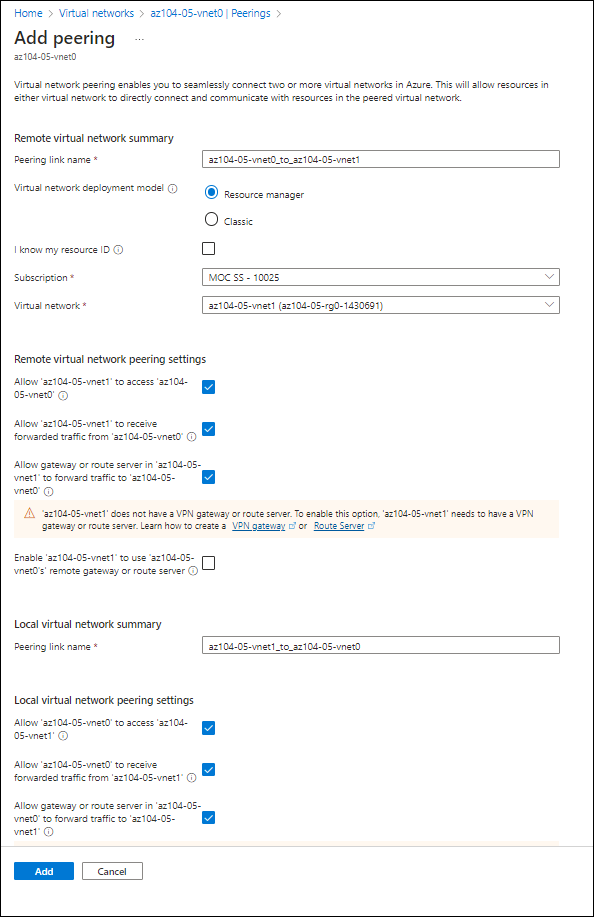 Home > Virtual networks > az104-05-vnet0 | Peerings >
Add peering ...
az104-05-vnet0
Virtual network peering enables you to seamlessly connect two or more virtual networks in Azure. This will allow resources in
either virtual network to directly connect and communicate with resources in the peered virtual network.
Remote virtual network summary
Peering link name *
az104-05-vnet0_to_az104-05-vnet1
Virtual network deployment model
Resource manager
Classic
I know my resource ID
Subscription *
MOC SS - 10025
Virtual network *
az104-05-vnet1 (az104-05-rg0-1430691)
Remote virtual network peering settings
Allow 'az104-05-vnet1' to access 'az104-
05-vnet0'
Allow 'az104-05-vnet1' to receive
forwarded traffic from 'az104-05-vnet0'
Allow gateway or route server in 'az104-05-
vnet1' to forward traffic to 'az104-05-
vnet0'
'az104-05-vnet1' does not have a VPN gateway or route server. To enable this option, 'az104-05-vnet1' needs to have a VPN
gateway or route server. Learn how to create a VPN gateway or Route Server
Enable 'az104-05-vnet1' to use 'az104-05-
vnet0's' remote gateway or route server
Local virtual network summary
Peering link name *
az104-05-vnet1_to_az104-05-vnet0
Local virtual network peering settings
Allow 'az104-05-vnet0' to access 'az104-
05-vnet1'
Allow 'az104-05-vnet0' to receive
forwarded traffic from 'az104-05-vnet1'
Allow gateway or route server in 'az104-05-
vnet0' to forward traffic to 'az104-05-
vnet1'
Add
Cancel